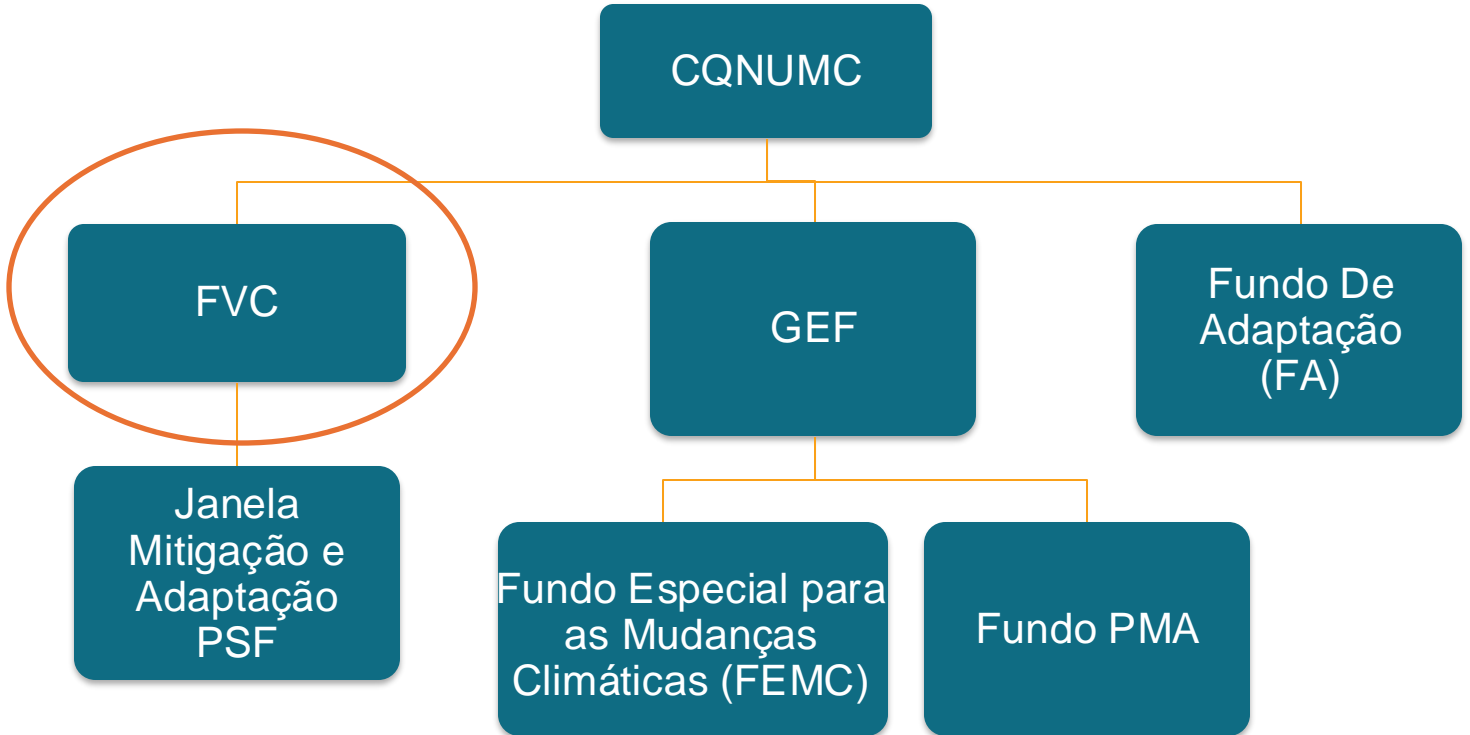 CQNUMC
FVC
GEF
Fundo De
Adaptação
(FA)
Janela
Mitigação e
Adaptação
PSF
Fundo Especial para
as Mudanças
Climáticas (FEMC)
Fundo PMA